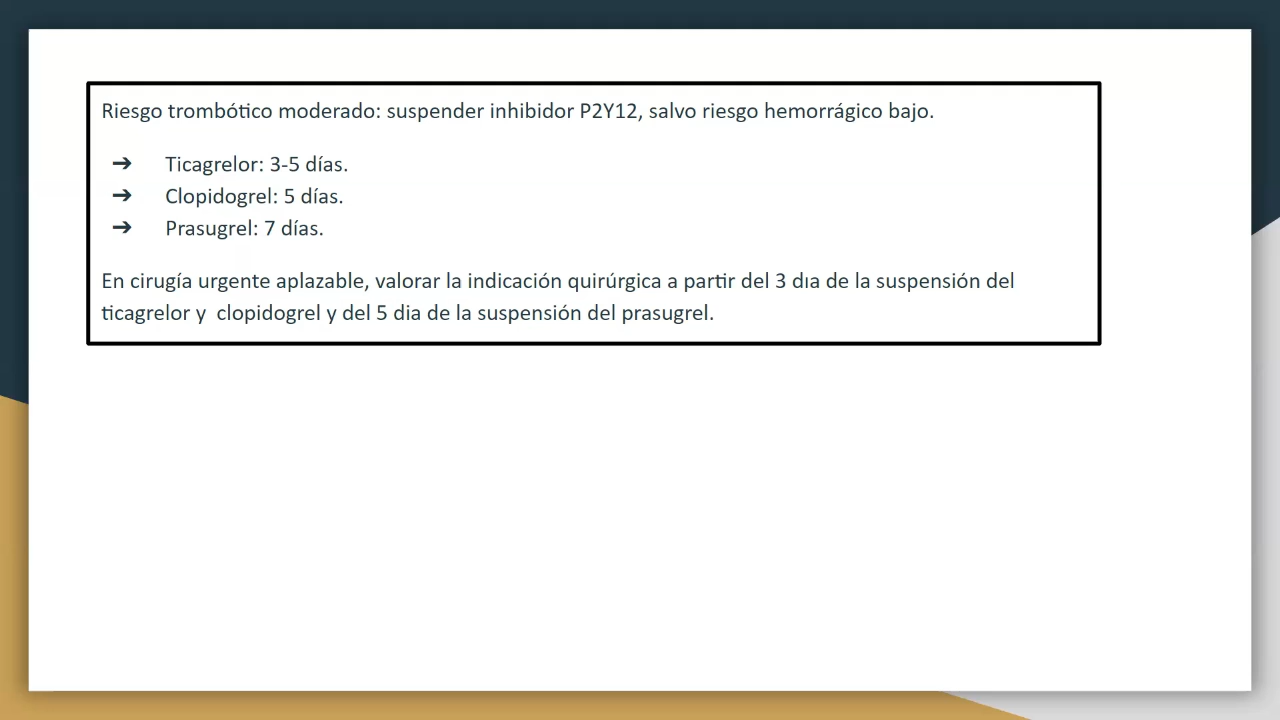 Riesgo trombótico moderado: suspender inhibidor P2Y12, salvo riesgo hemorrágico bajo.
➔ Ticagrelor: 3-5 días.
➔ Clopidogrel: 5 días.
➔ Prasugrel: 7 días.
En cirugía urgente aplazable, valorar la indicación quirúrgica a partir del 3 dıa de la suspensión del
ticagrelor y  clopidogrel y del 5 dia de la suspensión del prasugrel.